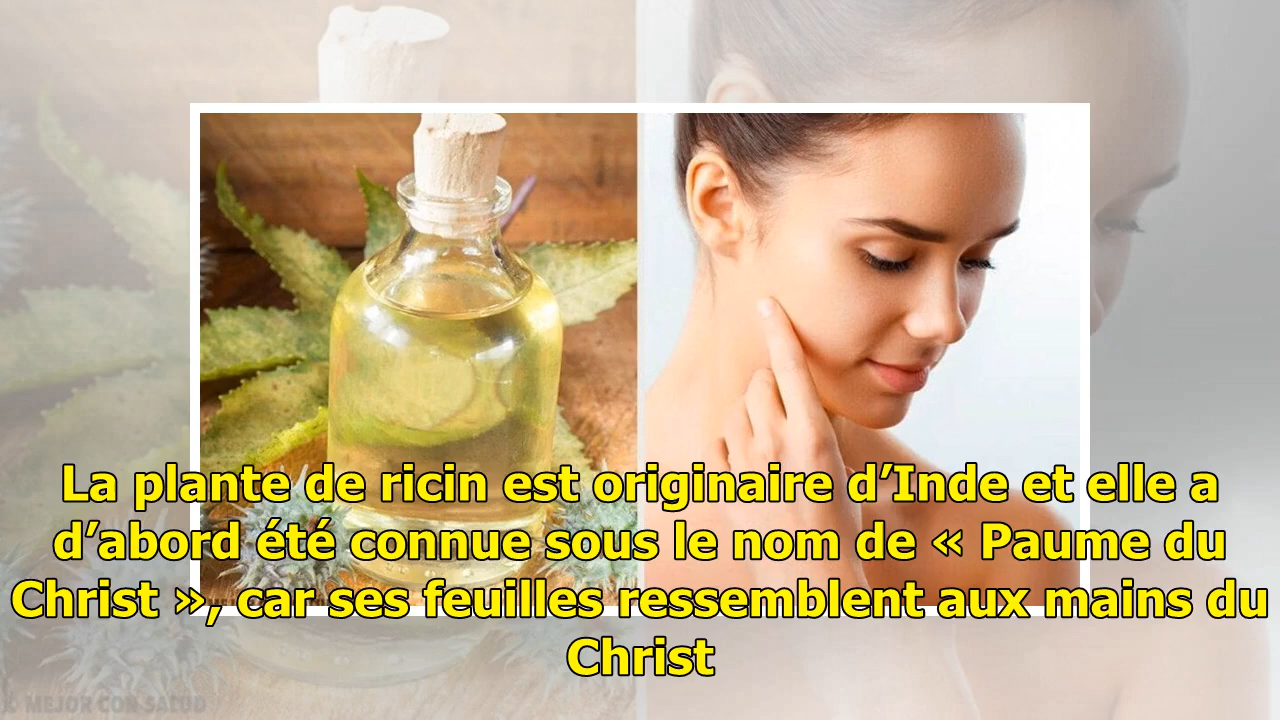 La plante de ricin est originaire d’Inde et elle a
d’abord été connue sous le nom de « Paume du
Christ », car ses feuilles ressemblent aux mains du
Christ
© MEJOR CON SALUD